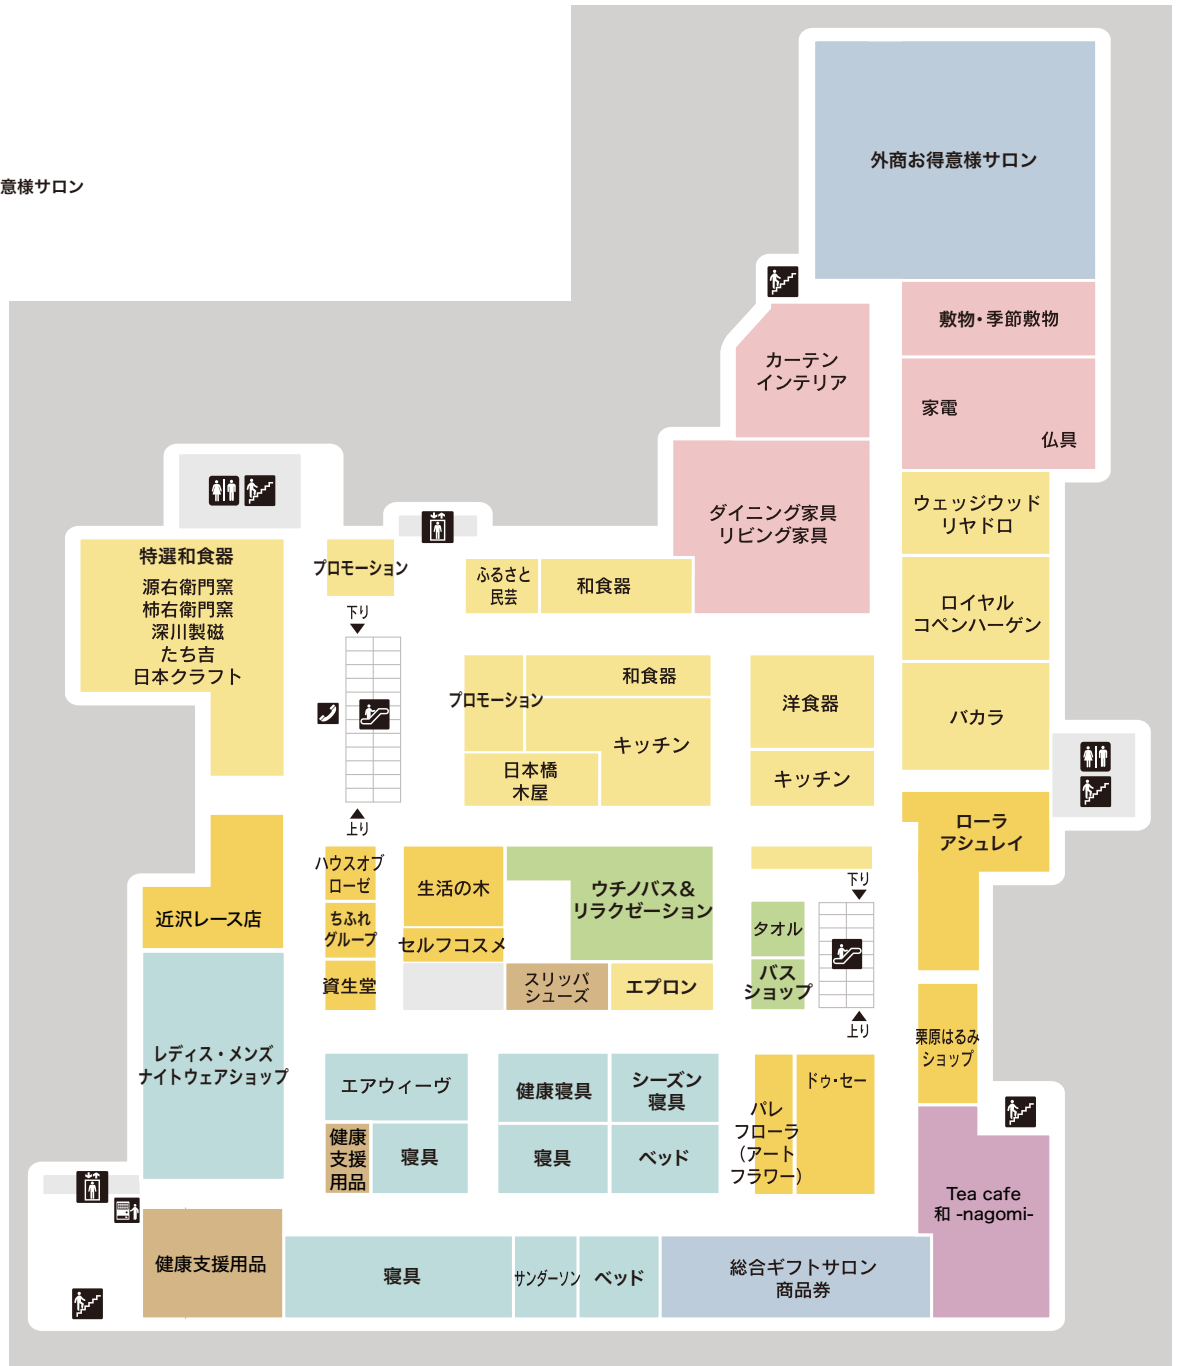 外商お得意様サロン
意様サロン
敷物・季節敷物
カーテン
インテリア
家電
仏具
ダイニング家具
リビング家具
ウェッジウッド
リヤドロ
特選和食器
源右衛門窯
柿右衛門窯
深川製磁
たち吉
日本クラフト
プロモーション
下り
上り
ふるさと
民芸
和食器
ロイヤル
コペンハーゲン
プロモーション
和食器
キッチン
日本橋
木屋
洋食器
キッチン
バカラ
ローラ
アシュレイ
近沢レース店
ハウスオブ
ローゼ
ちふれ
グループ
資生堂
生活の木
セルフコスメ
ウチノバス&
リラクゼーション
スリッパ
シューズ
エプロン
タオル
バス
ショップ
下り
上り
栗原はるみ
ショップ
レディス・メンズ
ナイトウェアショップ
エアウィーヴ
健康
支援
用品
寝具
健康寝具
シーズン
寝具
寝具
ベッド
パレ
フローラ
(アート
フラワー)
ドゥ・セー
Tea cafe
和 -nagomi-
健康支援用品
寝具
サンダーソン
ベッド
総合ギフトサロン
商品券